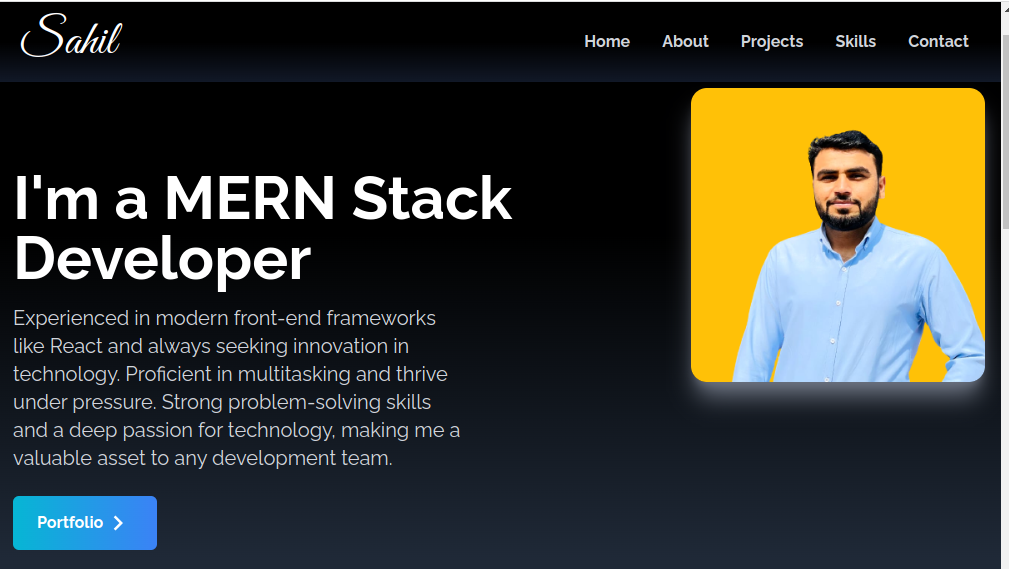 Sahil
Home About Projects Skills Contact
I'm a MERN Stack
Developer
Experienced in modern front-end frameworks
like React and always seeking innovation in
technology. Proficient in multitasking and thrive
under pressure. Strong problem-solving skills
and a deep passion for technology, making me a
valuable asset to any development team.
Portfolio